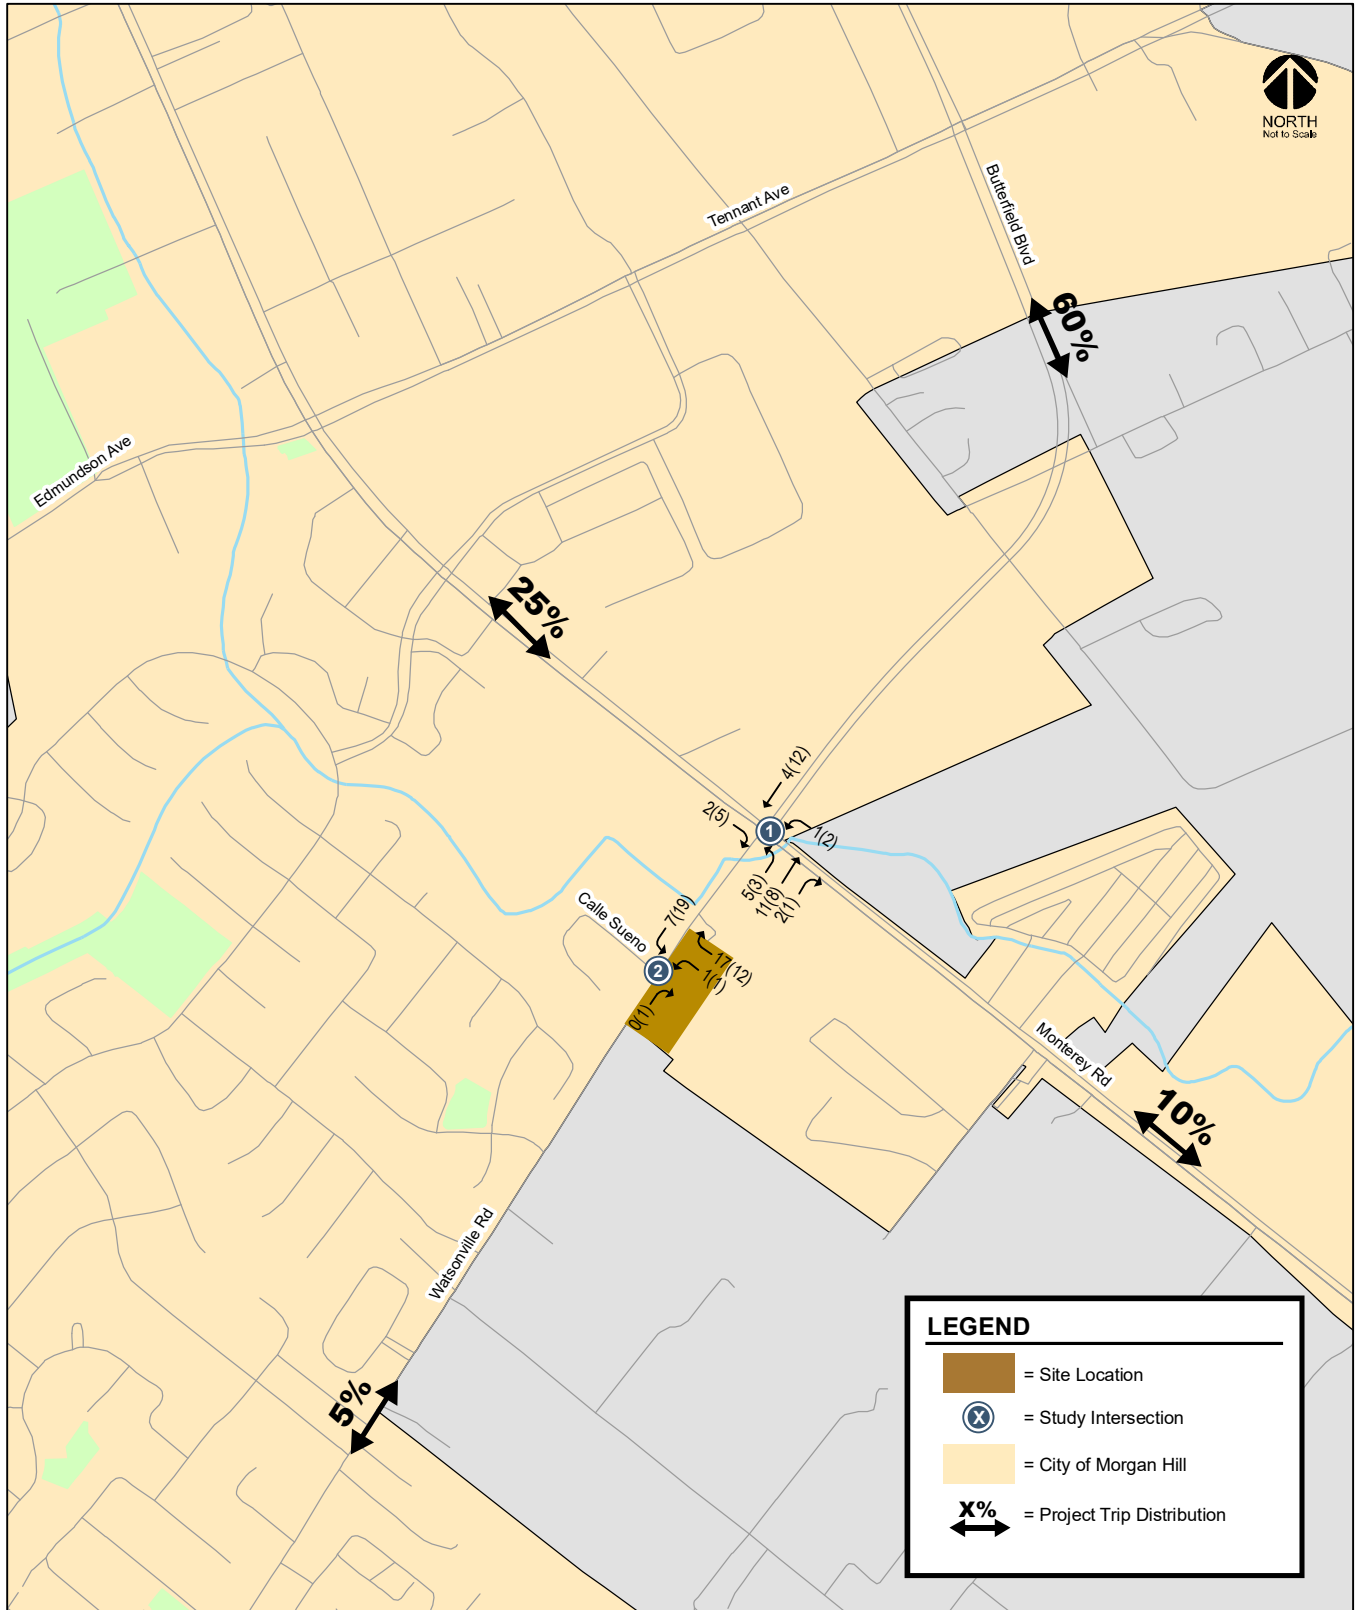 NORTH
Not to Scale
Butterfield Blvd
Tennant Ave
60%
Edmundson Ave
25%
4(12)
2(5)
1
1(2)
5(3)
11(8)
2(1)
Calle Sueno
7(19)
2
17(12)
1(1)
0(1)
Monterey Rd
10%
Watsonville Rd
5%
LEGEND
= Site Location
X
= Study Intersection
= City of Morgan Hill
X%
= Project Trip Distribution